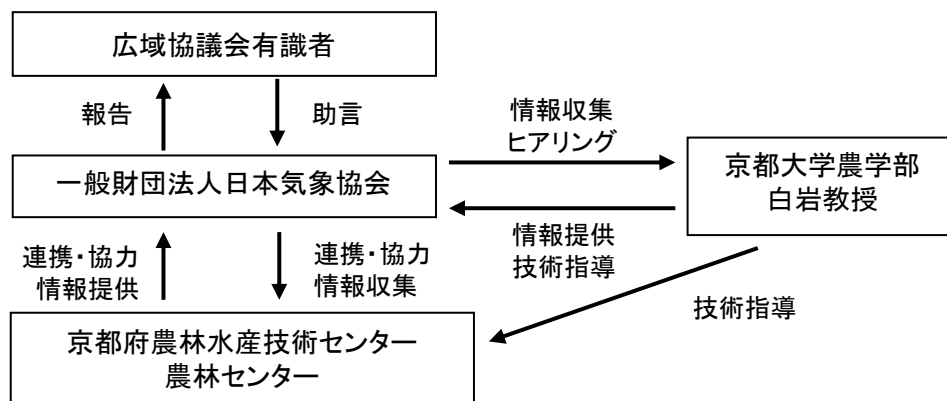 広域協議会有識者
報告
助言
情報収集
ヒアリング
一般財団法人日本気象協会
京都大学農学部
白岩教授
情報提供
技術指導
連携・協力
情報提供
連携・協力
情報収集
技術指導
京都府農林水産技術センター
農林センター